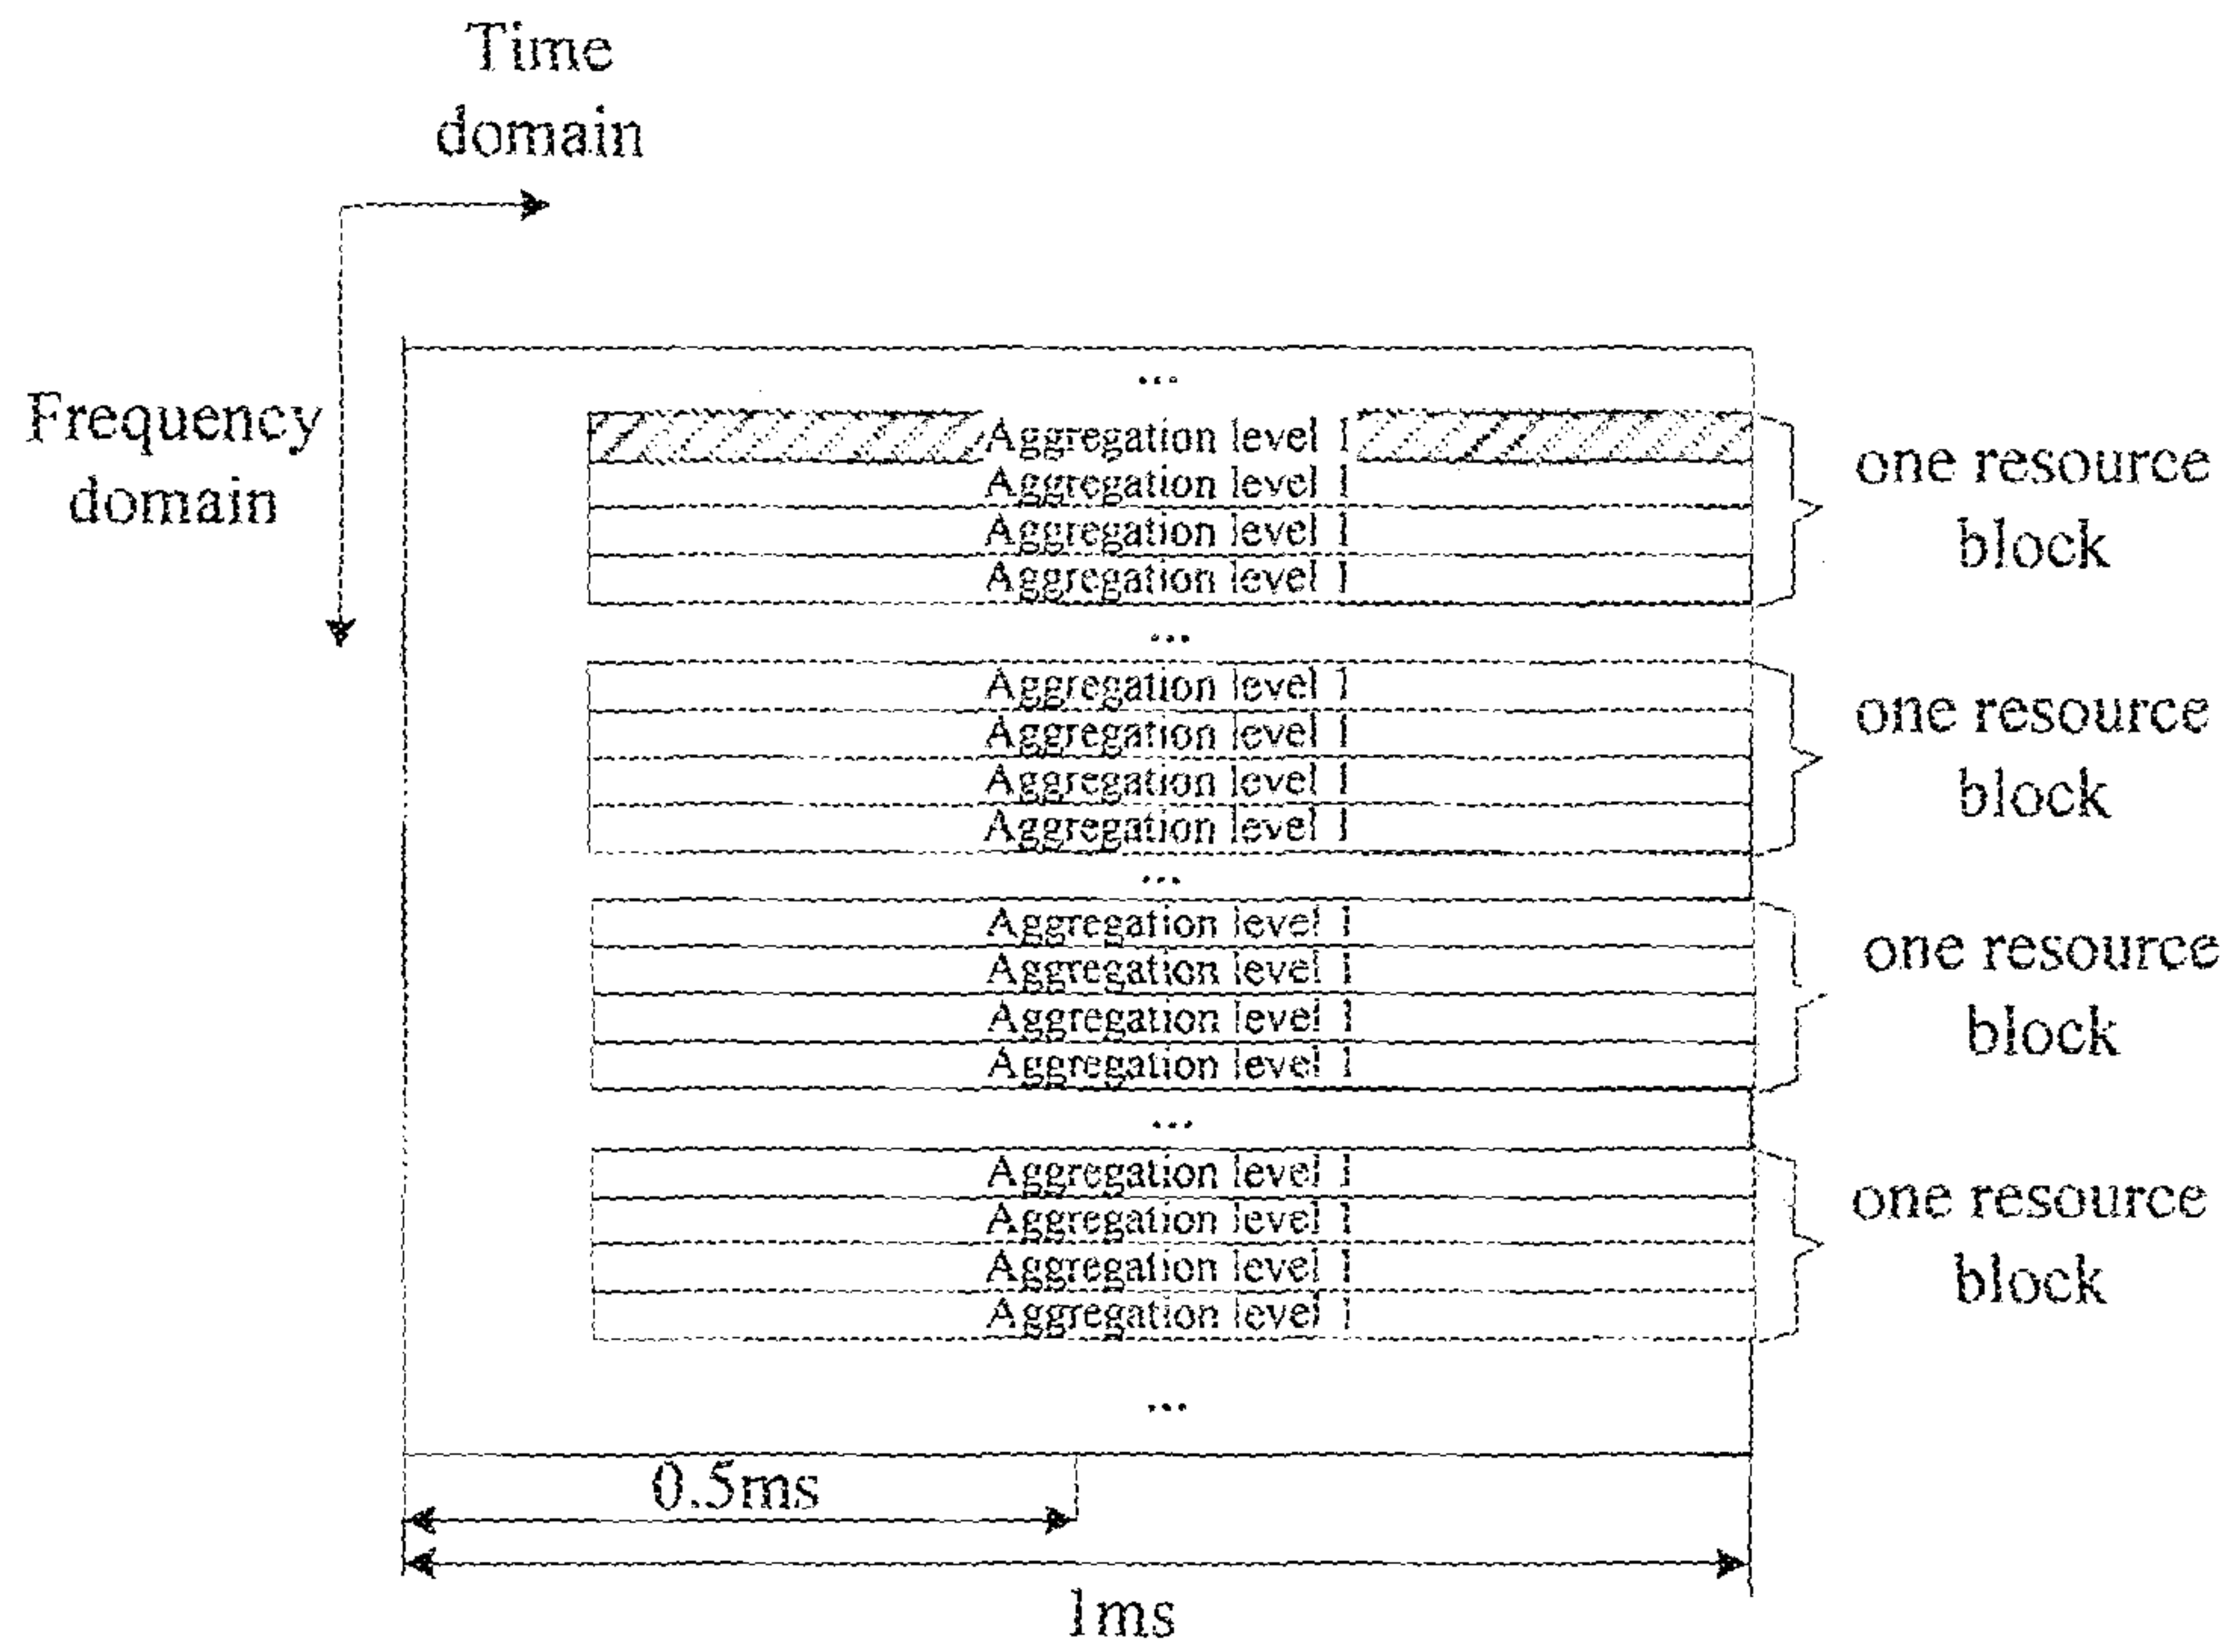 Time
domain
Frequency
domain
...
Aggregation level 1
Aggregation level 1
Aggregation level 1
Aggregation level 1
one resource
block
...
Aggregation level 1
Aggregation level 1
Aggregation level 1
Aggregation level 1
one resource
block
...
Aggregation level 1
Aggregation level 1
Aggregation level 1
Aggregation level 1
one resource
block
...
Aggregation level 1
Aggregation level 1
Aggregation level 1
Aggregation level 1
one resource
block
...
0.5ms
1ms